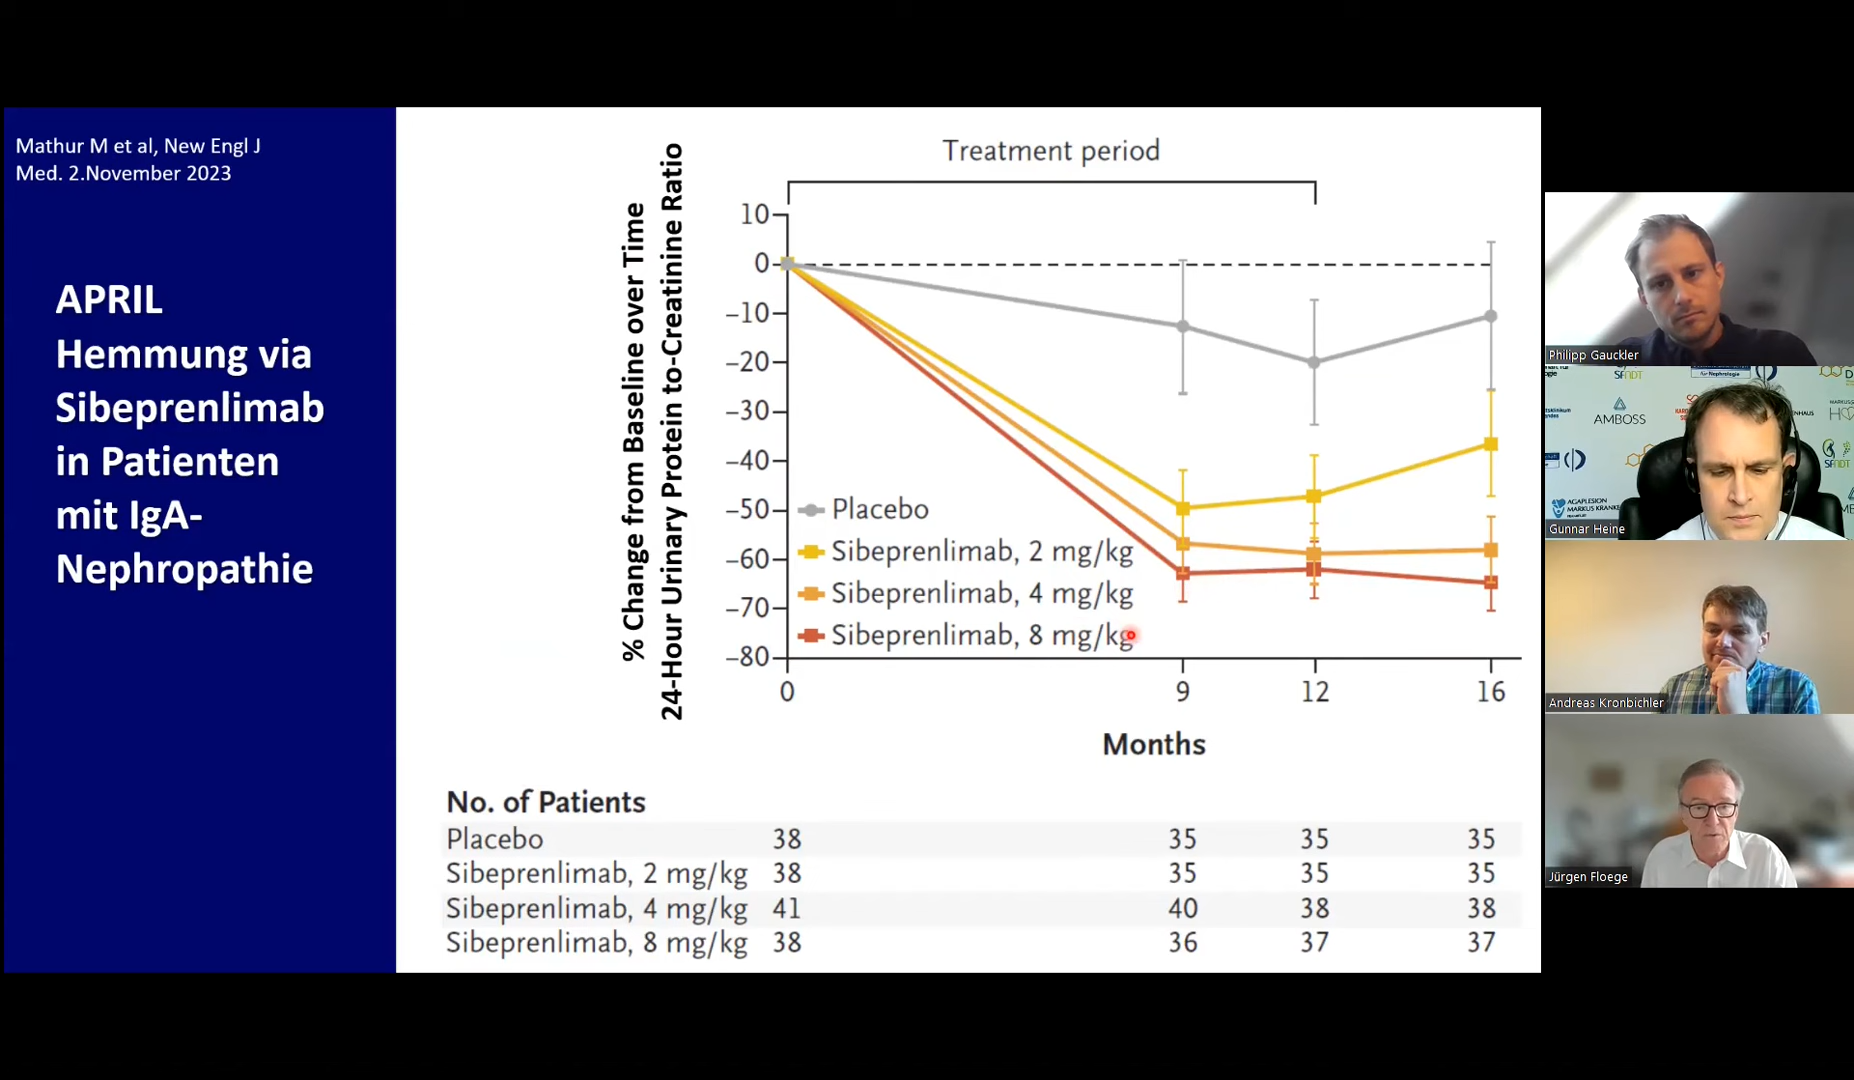 Mathur M et al, New Engl J
Med. 2.November 2023
APRIL
Hemmung via
Sibeprenlimab
in Patienten
mit IgA-
Nephropathie
% Change from Baseline over Time
24-Hour Urinary Protein to-Creatinine Ratio
Treatment period
10
0
–10
–20
–30
–40
–50
–60
–70
–80
Placebo
Sibeprenlimab, 2 mg/kg
Sibeprenlimab, 4 mg/kg
Sibeprenlimab, 8 mg/kg
0 9 12 16
Months
No. of Patients
Placebo 38 35 35 35
Sibeprenlimab, 2 mg/kg 38 35 35 35
Sibeprenlimab, 4 mg/kg 41 40 38 38
Sibeprenlimab, 8 mg/kg 38 36 37 37
Philipp Gauckler
AMBOSS
AGAPLESION
Gunnar Heine
Andreas Kronbichler
Jürgen Floege